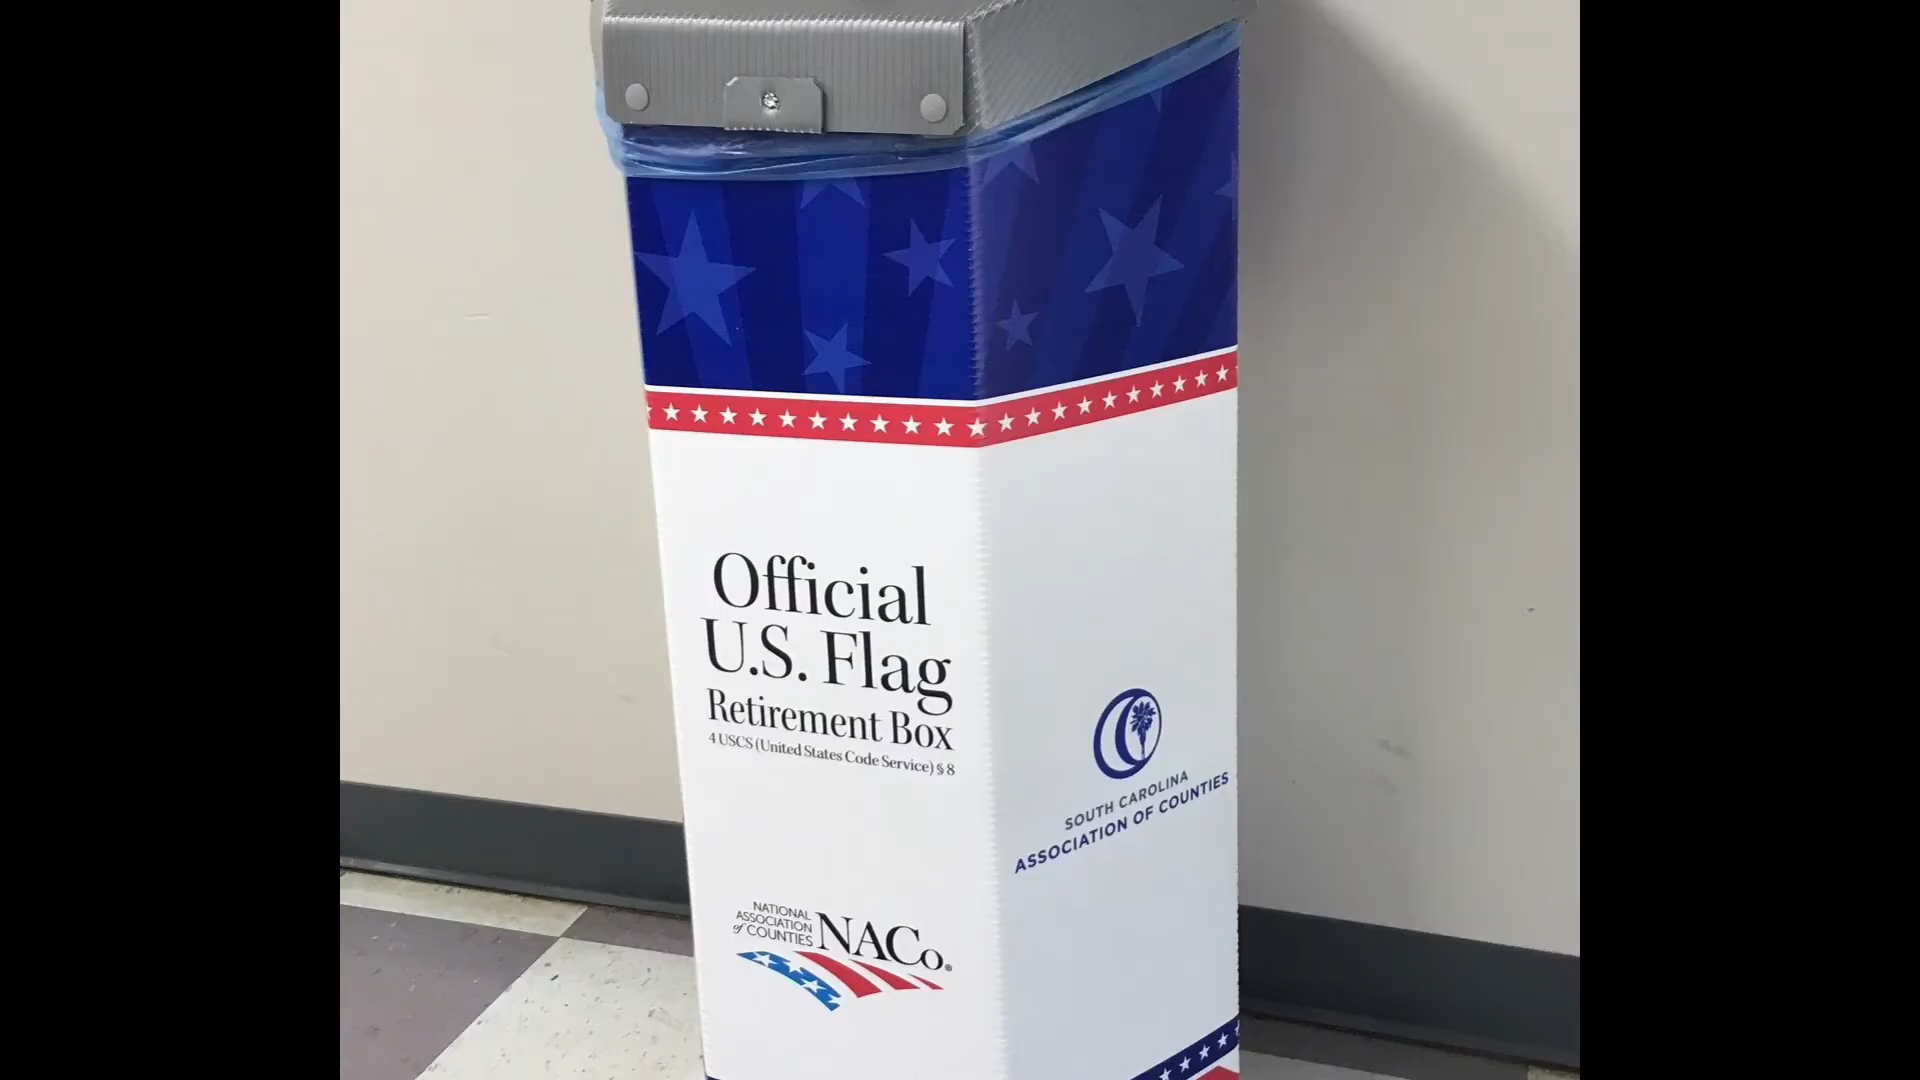 Official
U.S. Flag
Retirement Box
4 USCS (United States Code Service) § 8
NATIONAL
ASSOCIATION
of COUNTIES
NACo®
SOUTH CAROLINA
ASSOCIATION OF COUNTIES